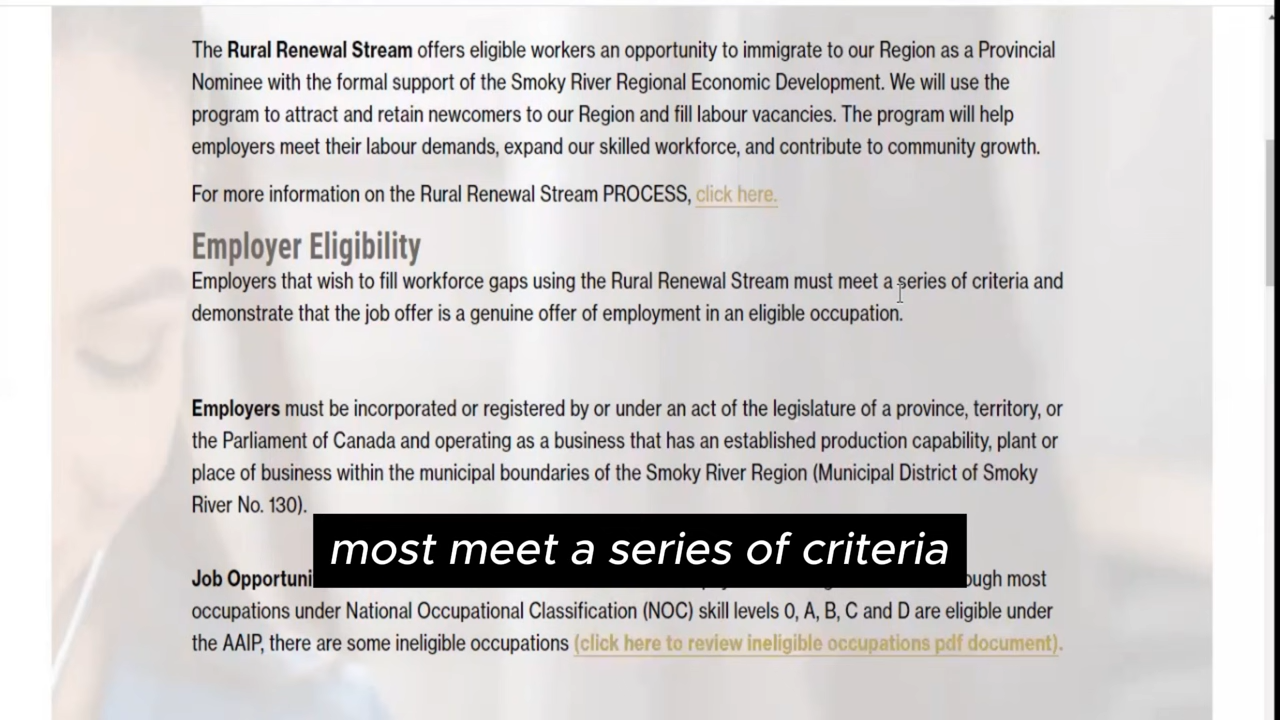 The Rural Renewal Stream offers eligible workers an opportunity to immigrate to our Region as a Provincial
Nominee with the formal support of the Smoky River Regional Economic Development. We will use the
program to attract and retain newcomers to our Region and fill labour vacancies. The program will help
employers meet their labour demands, expand our skilled workforce, and contribute to community growth.
For more information on the Rural Renewal Stream PROCESS, click here.
Employer Eligibility
Employers that wish to fill workforce gaps using the Rural Renewal Stream must meet a series of criteria and
demonstrate that the job offer is a genuine offer of employment in an eligible occupation.
Employers must be incorporated or registered by or under an act of the legislature of a province, territory, or
the Parliament of Canada and operating as a business that has an established production capability, plant or
place of business within the municipal boundaries of the Smoky River Region (Municipal District of Smoky
River No. 130).
most meet a series of criteria
Job most
occupations under National Occupational Classification (NOC) skill levels 0, A, B, C and D are eligible under
the AAIP, there are some ineligible occupations (click here to review ineligible occupations pdf document).